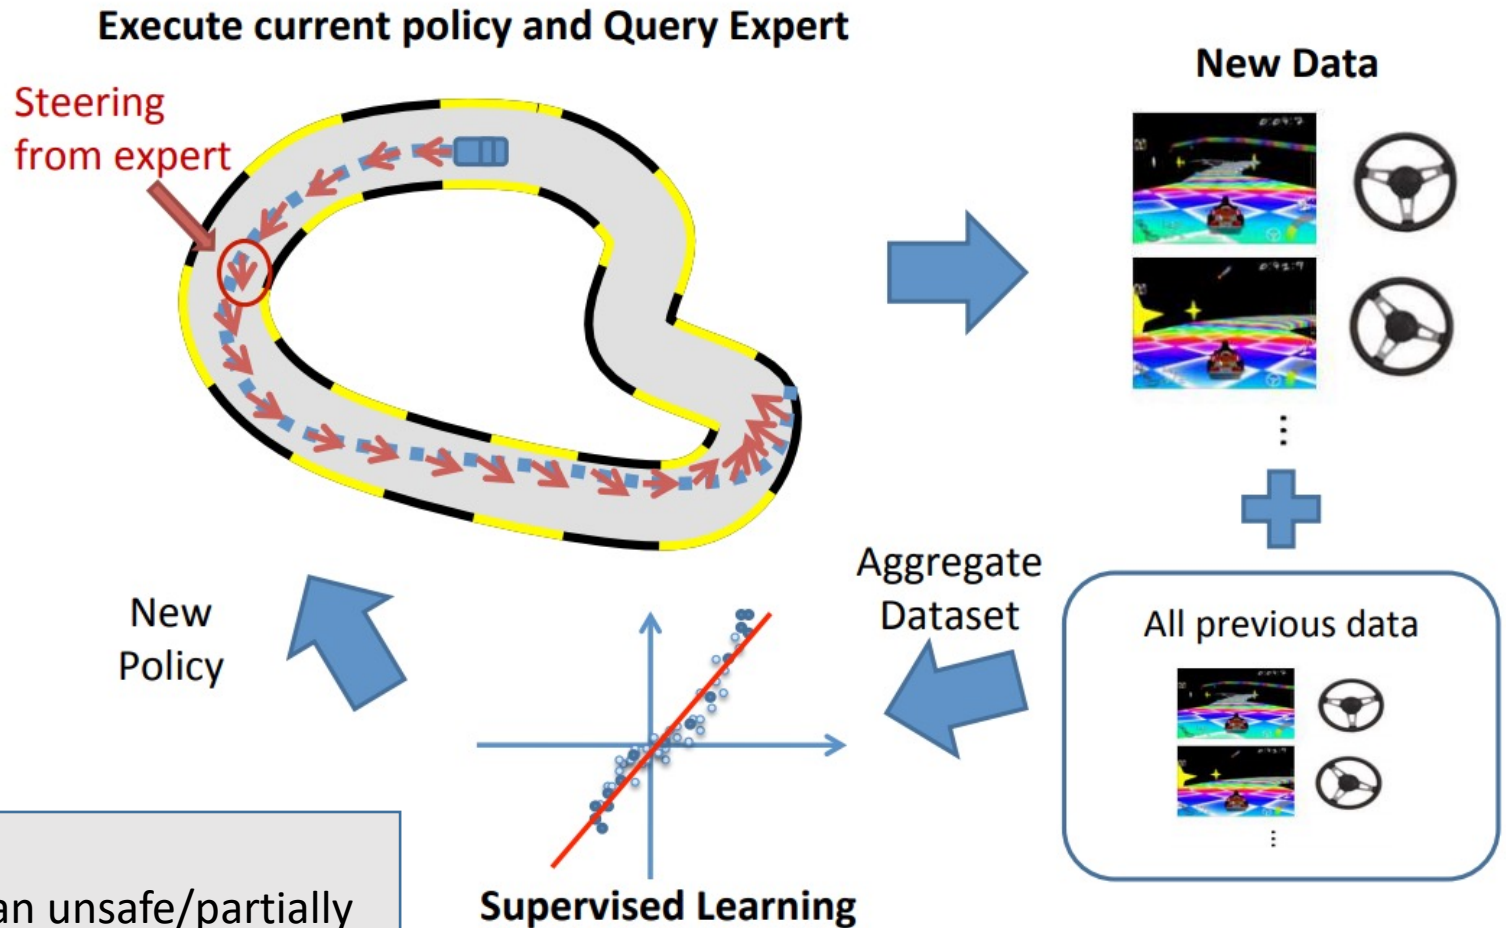 Execute current policy and Query Expert
Steering
from expert
New Data
⋮
Aggregate
Dataset
All previous data
⋮
New
Policy
Supervised Learning
an unsafe/partially